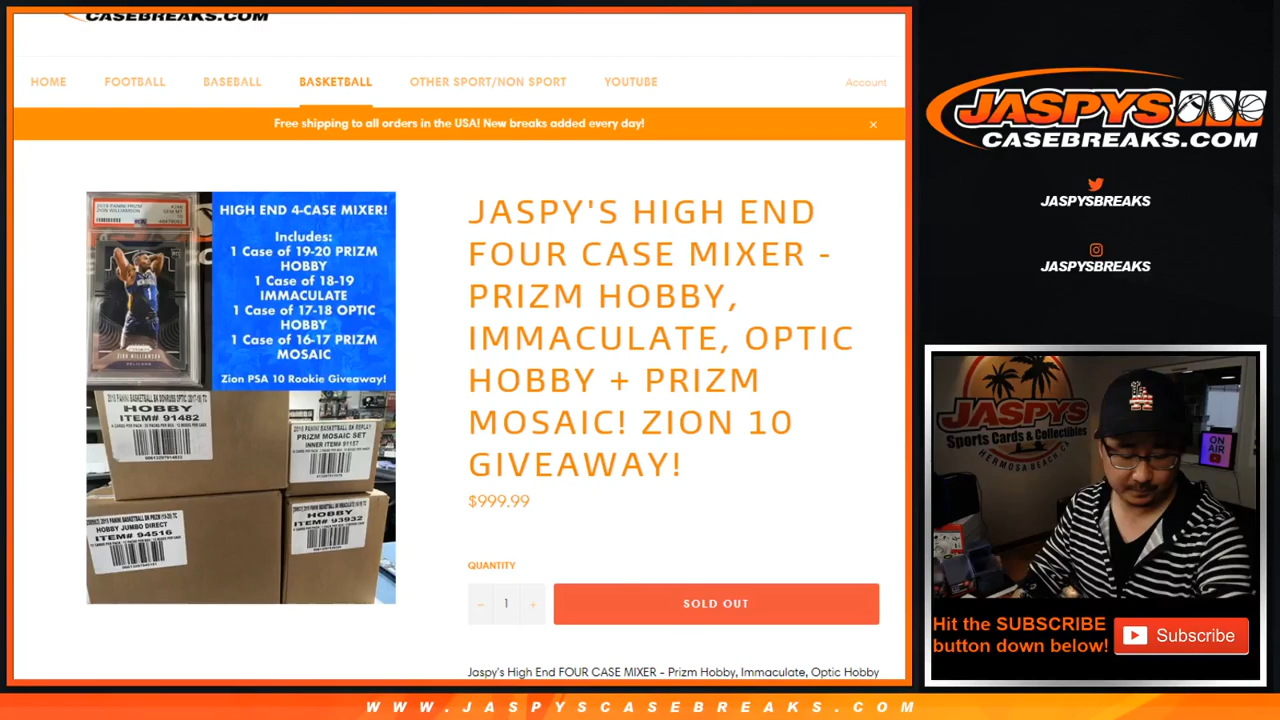 CASEBREAKS.COM
HOME
FOOTBALL
BASEBALL
BASKETBALL
OTHER SPORT/NON SPORT
YOUTUBE
Account
Free shipping to all orders in the USA! New breaks added every day!
×
HIGH END 4-CASE MIXER!
Includes:
1 Case of 19-20 PRIZM
HOBBY
1 Case of 18-19
IMMACULATE
1 Case of 17-18 OPTIC
HOBBY
1 Case of 16-17 PRIZM
MOSAIC
Zion PSA 10 Rookie Giveaway!
HOBBY
ITEM# 91482
PRIZM MOSAIC SET
INNER ITEM# 91157
HOBBY JUMBO DIRECT
ITEM# 94516
HOBBY
ITEM# 93932
JASPY'S HIGH END
FOUR CASE MIXER -
PRIZM HOBBY,
IMMACULATE, OPTIC
HOBBY + PRIZM
MOSAIC! ZION 10
GIVEAWAY!
$999.99
QUANTITY
− 1 +
SOLD OUT
Jaspy's High End FOUR CASE MIXER - Prizm Hobby, Immaculate, Optic Hobby
JASPYS
CASEBREAKS.COM
JASPYSBREAKS
JASPYSBREAKS
JASPYS
Sports Cards & Collectibles
HERMOSA BEACH, CA
ON
AIR
Hit the SUBSCRIBE
button down below!
Subscribe
WWW.JASPYSCASEBREAKS.COM